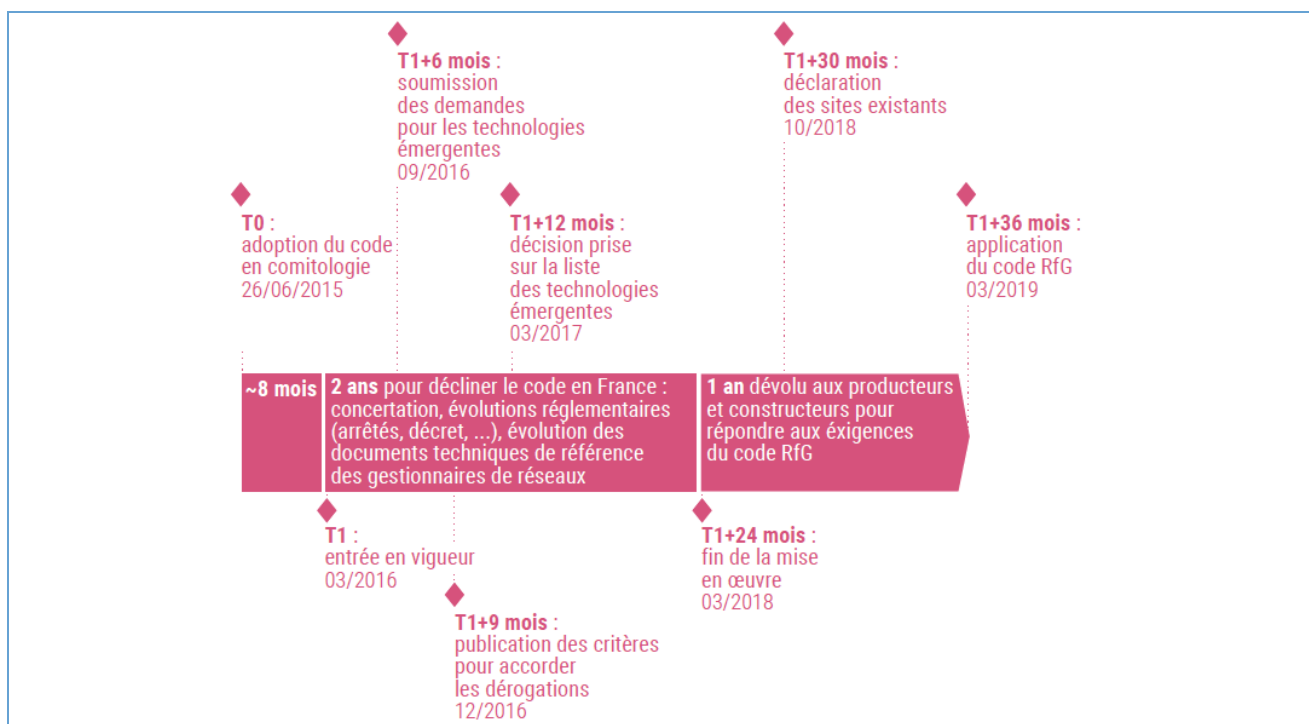 T1+6 mois :
soumission
des demandes
pour les technologies
émergentes
09/2016
T1+30 mois :
déclaration
des sites existants
10/2018
T0 :
adoption du code
en comitologie
26/06/2015
T1+12 mois :
décision prise
sur la liste
des technologies
émergentes
03/2017
T1+36 mois :
application
du code RfG
03/2019
~8 mois
2 ans pour décliner le code en France :
concertation, évolutions réglementaires
(arrêtés, décret, ...), évolution des
documents techniques de référence
des gestionnaires de réseaux
1 an dévolu aux producteurs
et constructeurs pour
répondre aux éxigences
du code RfG
T1 :
entrée en vigueur
03/2016
T1+24 mois :
fin de la mise
en œuvre
03/2018
T1+9 mois :
publication des critères
pour accorder
les dérogations
12/2016